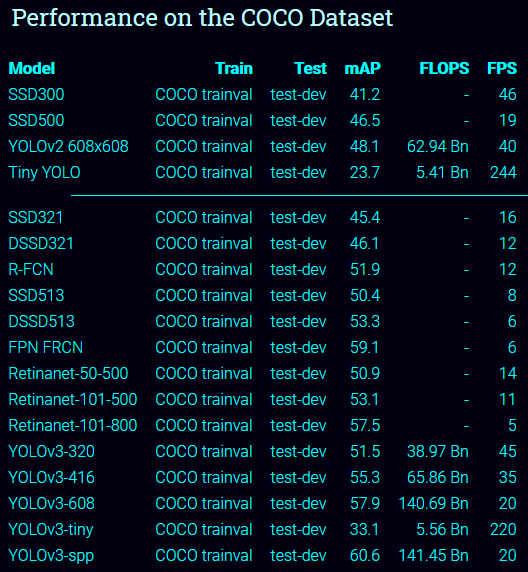 Performance on the COCO Dataset
Model Train Test mAP FLOPS FPS
SSD300 COCO trainval test-dev 41.2 - 46
SSD500 COCO trainval test-dev 46.5 - 19
YOLOv2 608x608 COCO trainval test-dev 48.1 62.94 Bn 40
Tiny YOLO COCO trainval test-dev 23.7 5.41 Bn 244
SSD321 COCO trainval test-dev 45.4 - 16
DSSD321 COCO trainval test-dev 46.1 - 12
R-FCN COCO trainval test-dev 51.9 - 12
SSD513 COCO trainval test-dev 50.4 - 8
DSSD513 COCO trainval test-dev 53.3 - 6
FPN FRCN COCO trainval test-dev 59.1 - 6
Retinanet-50-500 COCO trainval test-dev 50.9 - 14
Retinanet-101-500 COCO trainval test-dev 53.1 - 11
Retinanet-101-800 COCO trainval test-dev 57.5 - 5
YOLOv3-320 COCO trainval test-dev 51.5 38.97 Bn 45
YOLOv3-416 COCO trainval test-dev 55.3 65.86 Bn 35
YOLOv3-608 COCO trainval test-dev 57.9 140.69 Bn 20
YOLOv3-tiny COCO trainval test-dev 33.1 5.56 Bn 220
YOLOv3-spp COCO trainval test-dev 60.6 141.45 Bn 20